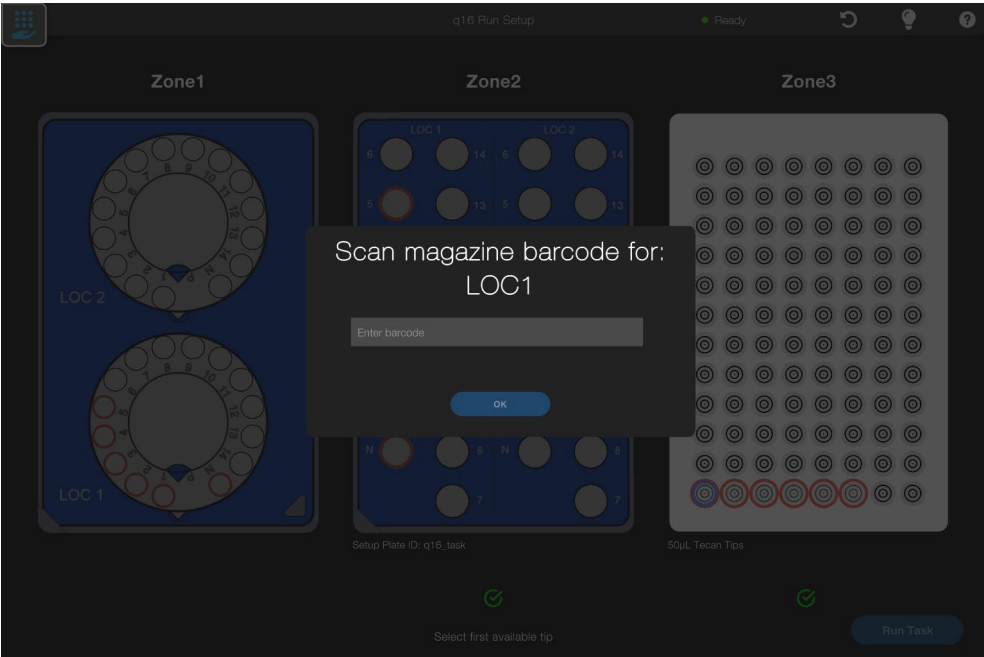 q16 Run Setup
Ready
?
Zone1
Zone2
Zone3
LOC 1
LOC 2
6
14
6
14
5
13
5
13
Scan magazine barcode for:
LOC1
Enter barcode
OK
LOC 2
LOC 1
N
8
N
8
7
7
Setup Plate ID: q16_task
50µL Tecan Tips
Select first available tip
Run Task